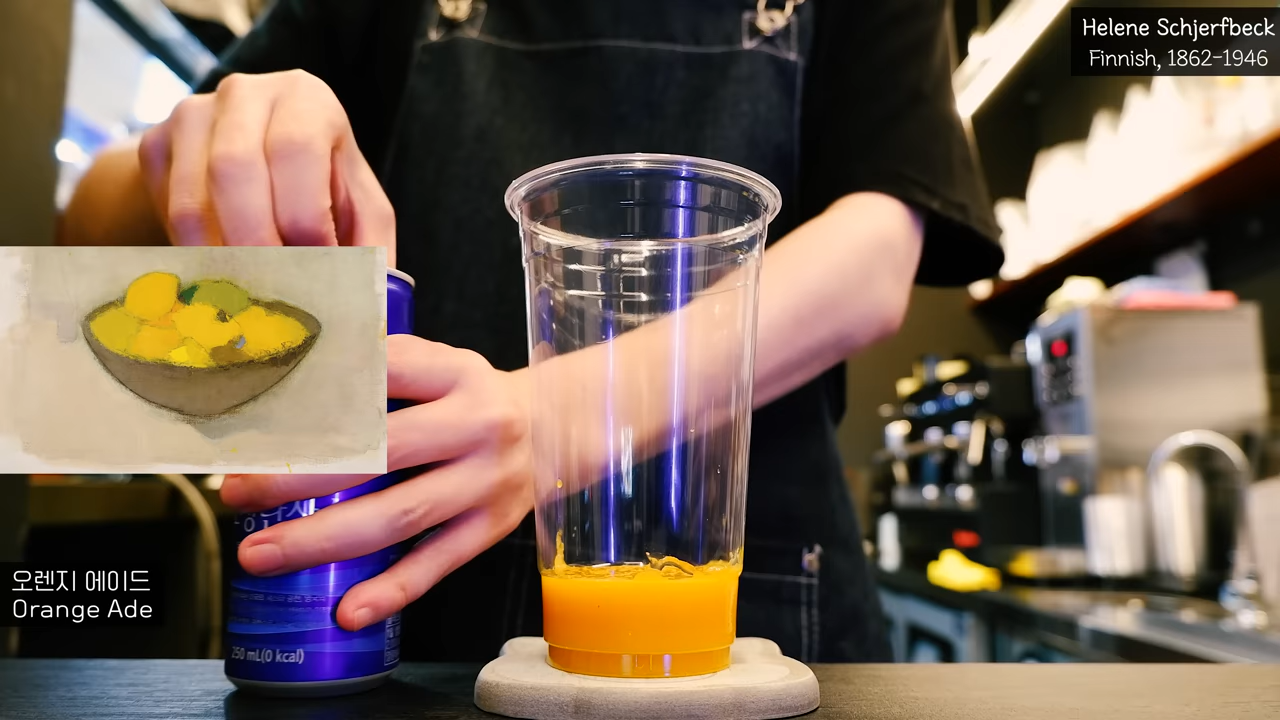 Helene Schjerfbeck
Finnish, 1862-1946
오렌지 에이드
Orange Ade
250 mL(0 kcal)